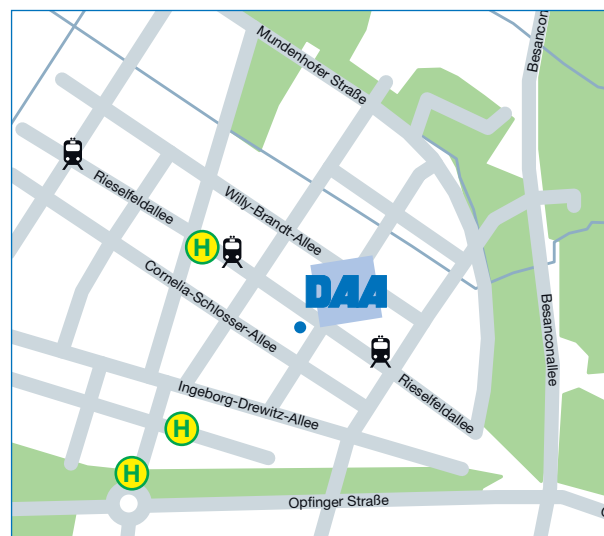 Mundenhofer Straße
Besancon
Rieselfeldallee
Willy-Brandt-Allee
H
Cornelia-Schlosser-Allee
DAA
Besanconallee
Rieselfeldallee
Ingeborg-Drewitz-Allee
H
H
Opfinger Straße